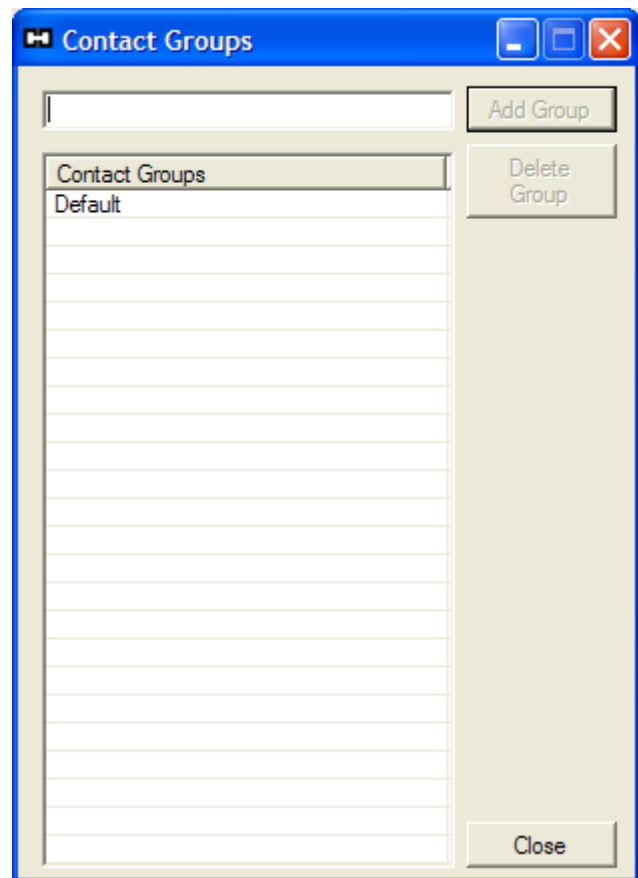 Contact Groups
Add Group
Contact Groups
Delete
Group
Default
Close